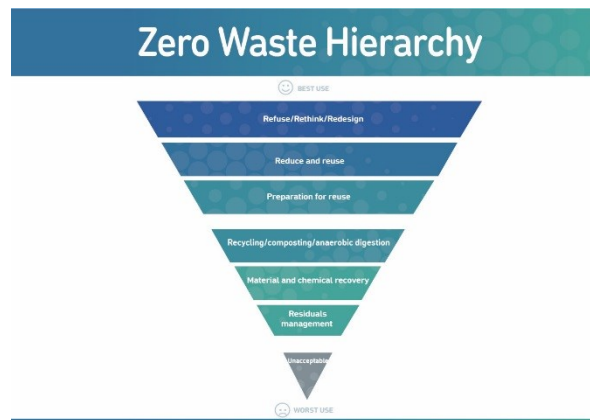 Zero Waste Hierarchy
BEST USE
Refuse/Rethink/Redesign
Reduce and reuse
Preparation for reuse
Recycling/composting/anaerobic digestion
Material and chemical recovery
Residuals
management
Unacceptable
WORST USE